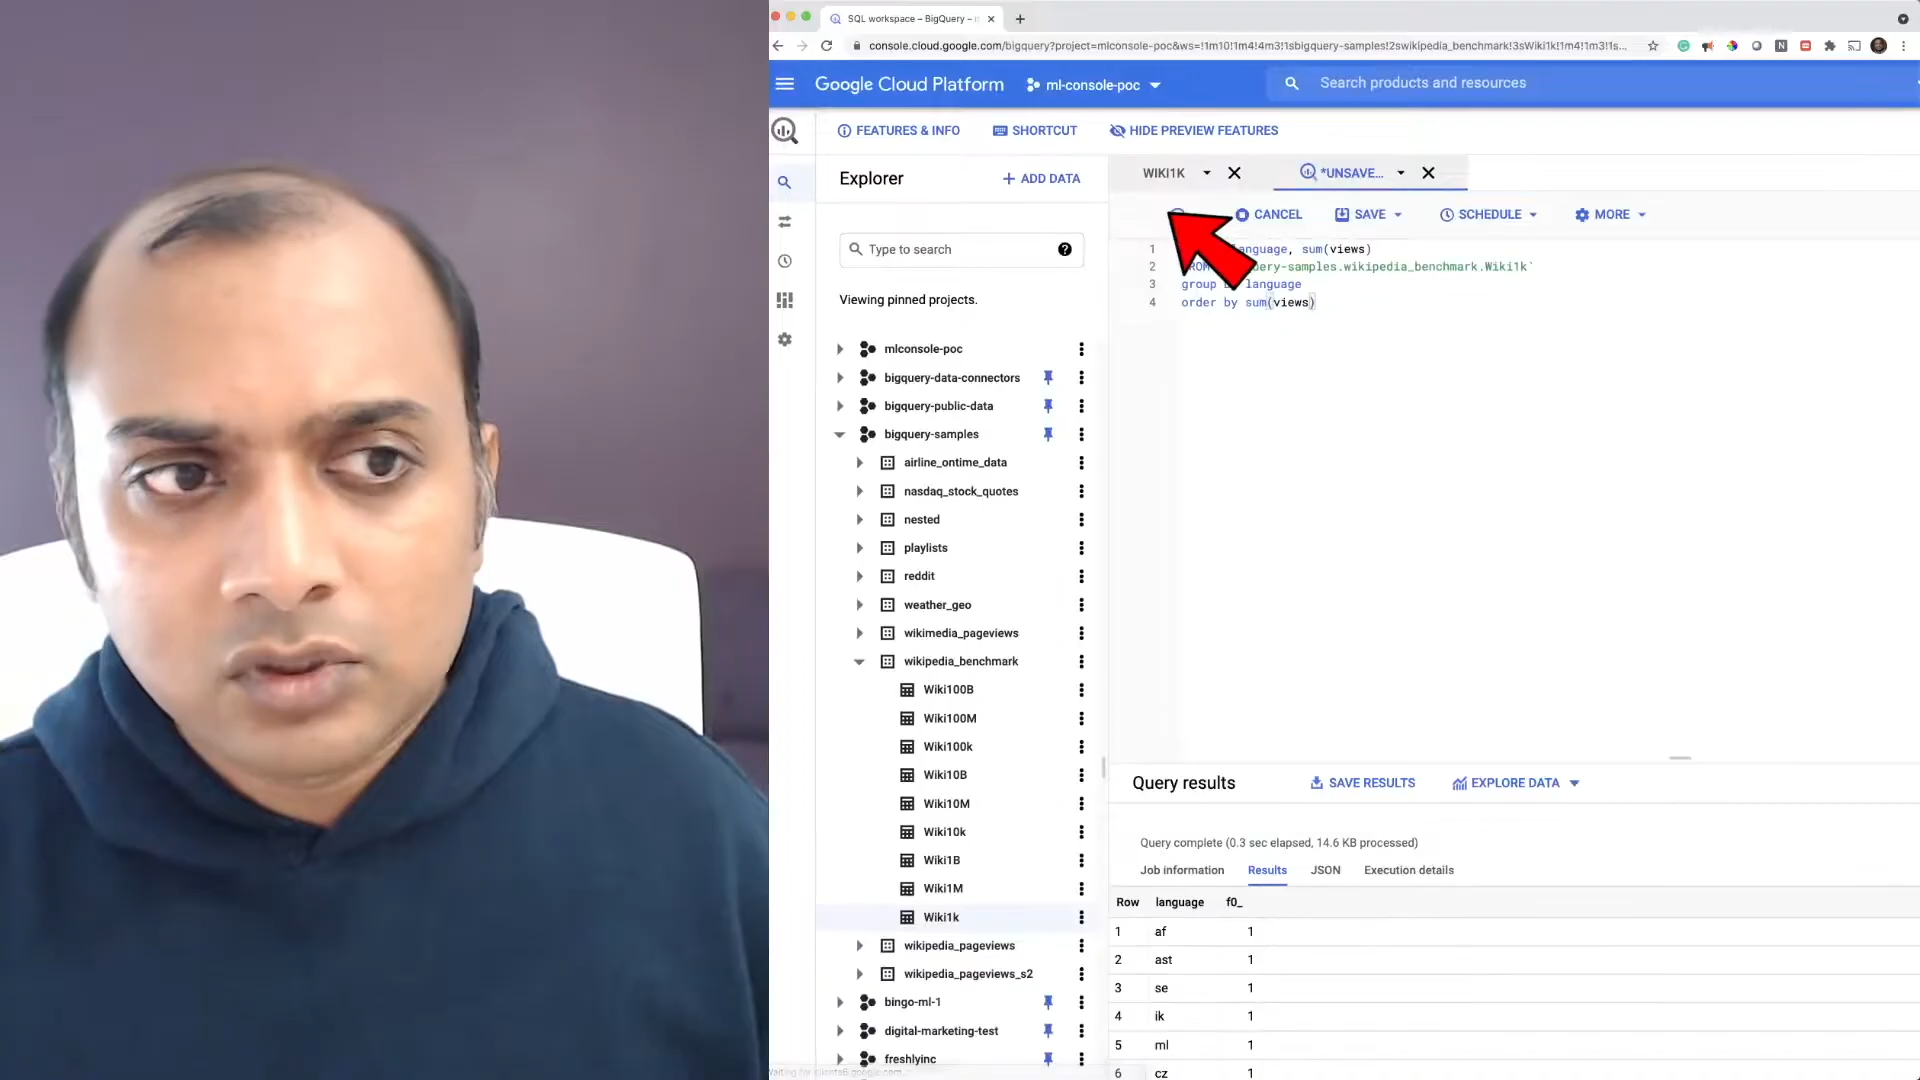 SQL workspace – BigQuery –
console.cloud.google.com/bigquery?project=mlconsole-poc&ws=!1m10!1m4!4m3!1sbigquery-samples!2swikipedia_benchmark!3sWiki1k!1m4!1m3!1s...
Google Cloud Platform
ml-console-poc
Search products and resources
FEATURES & INFO
SHORTCUT
HIDE PREVIEW FEATURES
Explorer
+ ADD DATA
WIKI1K
*UNSAVE...
CANCEL
SAVE
SCHEDULE
MORE
Type to search
1 language, sum(views)
2 wikipedia_benchmark.Wiki1k`
3 group language
4 order by sum(views)
Viewing pinned projects.
mlconsole-poc
bigquery-data-connectors
bigquery-public-data
bigquery-samples
airline_ontime_data
nasdaq_stock_quotes
nested
playlists
reddit
weather_geo
wikimedia_pageviews
wikipedia_benchmark
Wiki100B
Wiki100M
Wiki100k
Wiki10B
Wiki10M
Wiki10k
Wiki1B
Wiki1M
Wiki1k
wikipedia_pageviews
wikipedia_pageviews_s2
bingo-ml-1
digital-marketing-test
freshlyinc
Query results
SAVE RESULTS
EXPLORE DATA
Query complete (0.3 sec elapsed, 14.6 KB processed)
Job information
Results
JSON
Execution details
Row language f0_
1 af 1
2 ast 1
3 se 1
4 ik 1
5 ml 1
6 cz 1